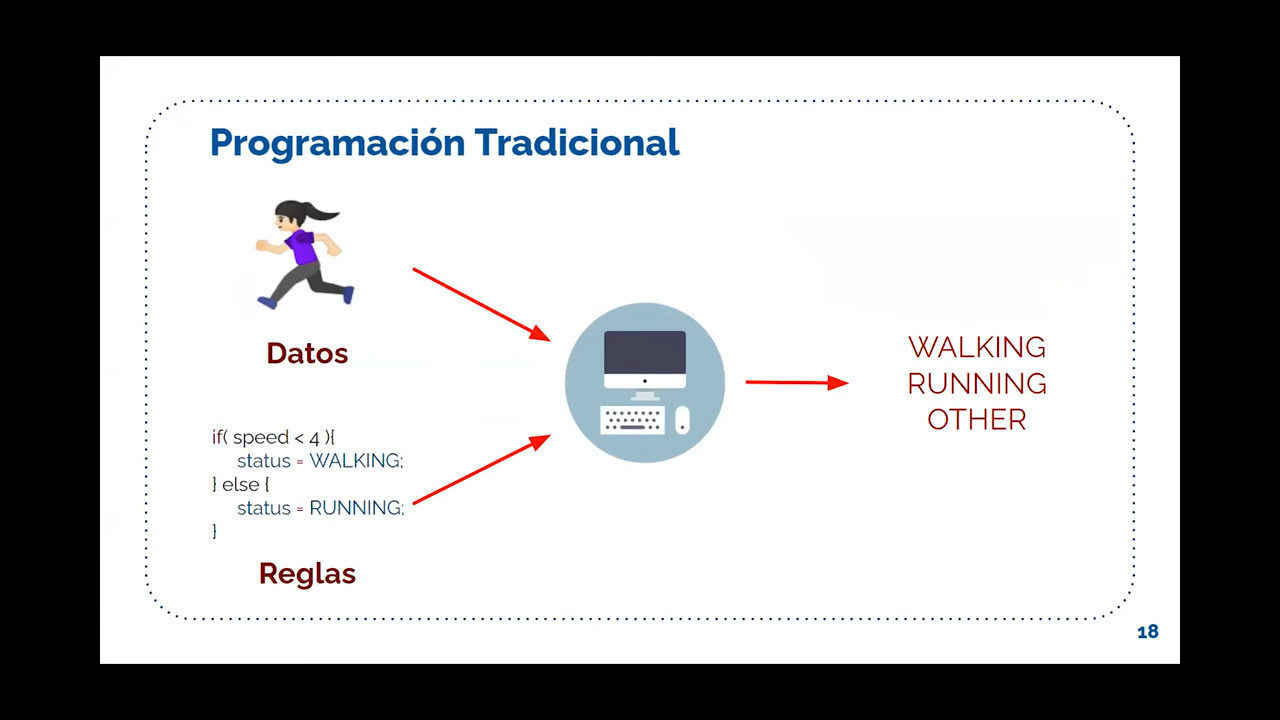 Programación Tradicional
Datos
if( speed < 4 ){
status = WALKING;
} else {
status = RUNNING;
}
Reglas
WALKING
RUNNING
OTHER
18